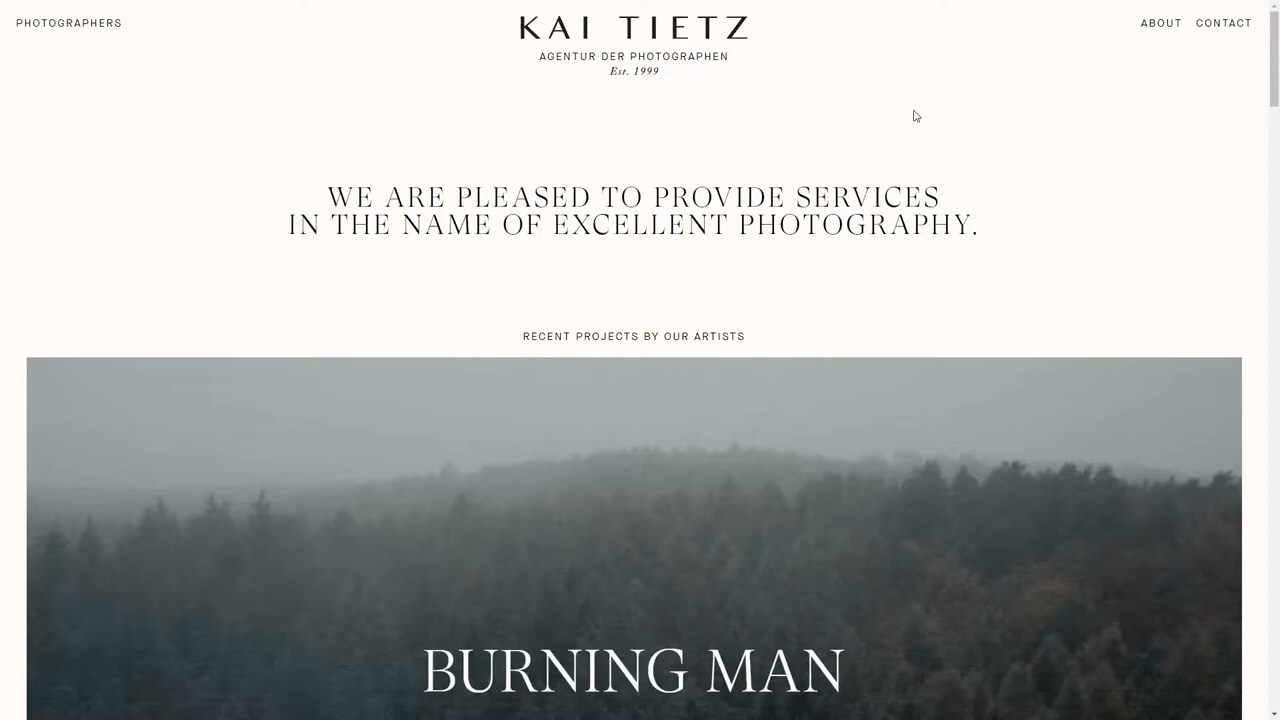 PHOTOGRAPHERS
KAI TIETZ
ABOUT CONTACT
AGENTUR DER PHOTOGRAPHEN
Est. 1999
WE ARE PLEASED TO PROVIDE SERVICES
IN THE NAME OF EXCELLENT PHOTOGRAPHY.
RECENT PROJECTS BY OUR ARTISTS
BURNING MAN